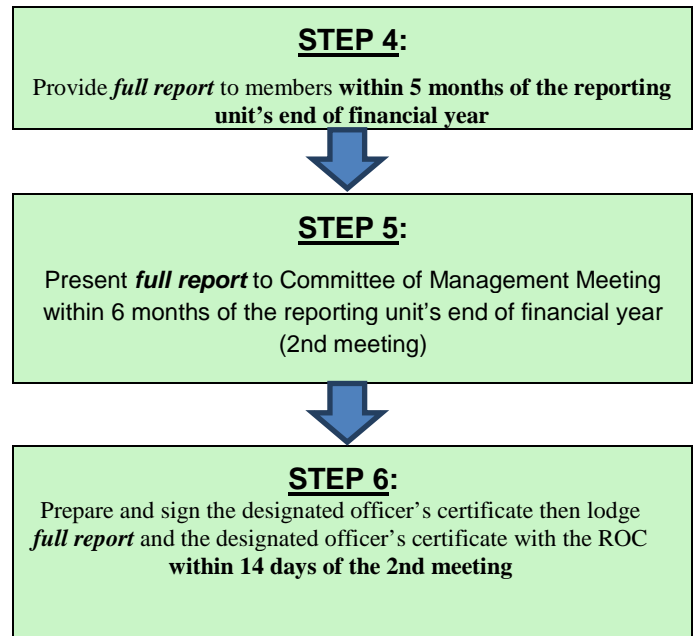 STEP 4:
Provide full report to members within 5 months of the reporting
unit’s end of financial year
STEP 5:
Present full report to Committee of Management Meeting
within 6 months of the reporting unit’s end of financial year
(2nd meeting)
STEP 6:
Prepare and sign the designated officer’s certificate then lodge
full report and the designated officer’s certificate with the ROC
within 14 days of the 2nd meeting